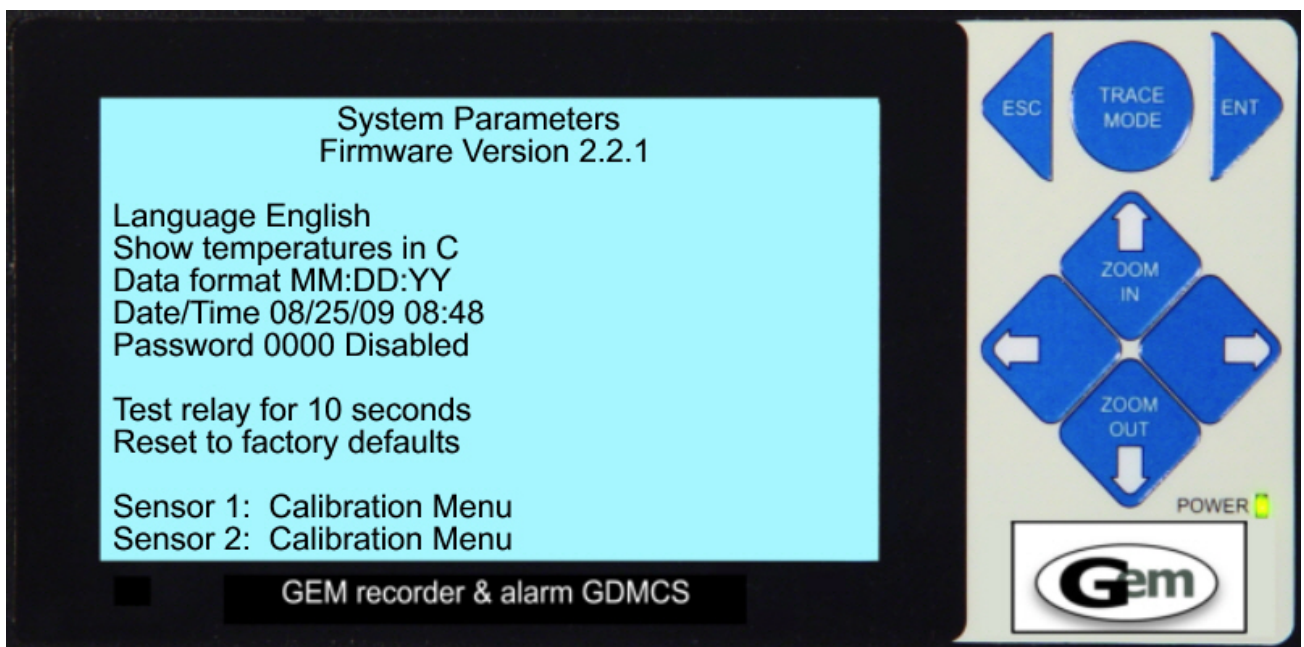 System Parameters
Firmware Version 2.2.1
Language English
Show temperatures in C
Data format MM:DD:YY
Date/Time 08/25/09 08:48
Password 0000 Disabled
Test relay for 10 seconds
Reset to factory defaults
Sensor 1: Calibration Menu
Sensor 2: Calibration Menu
GEM recorder & alarm GDMCS
ESC
TRACE
MODE
ENT
ZOOM
IN
ZOOM
OUT
POWER
Gem